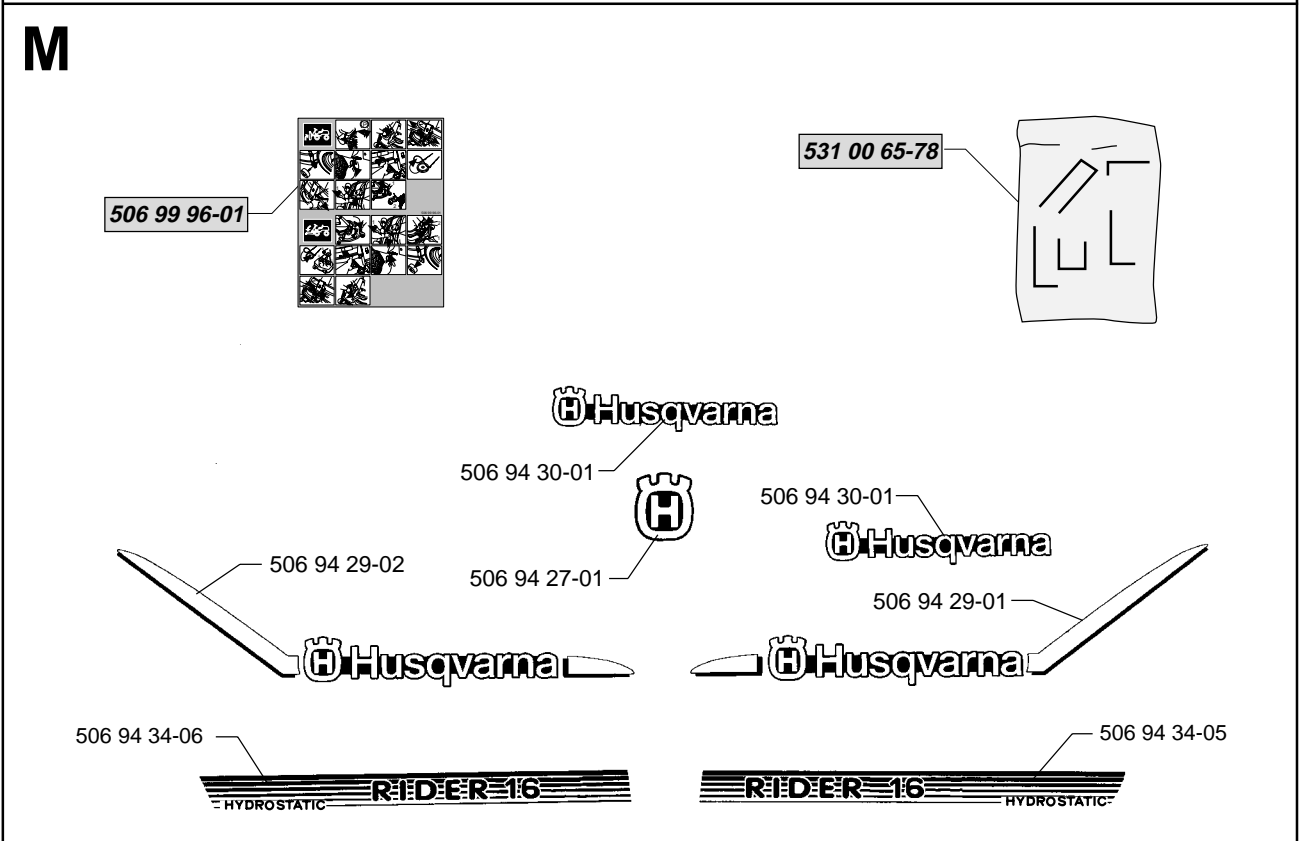 M
531 00 65-78
506 99 96-01
Husqvarna
506 94 30-01
H
506 94 30-01
Husqvarna
506 94 29-02
506 94 27-01
506 94 29-01
Husqvarna
Husqvarna
506 94 34-06
506 94 34-05
RIDER 16
HYDROSTATIC
RIDER 16
HYDROSTATIC